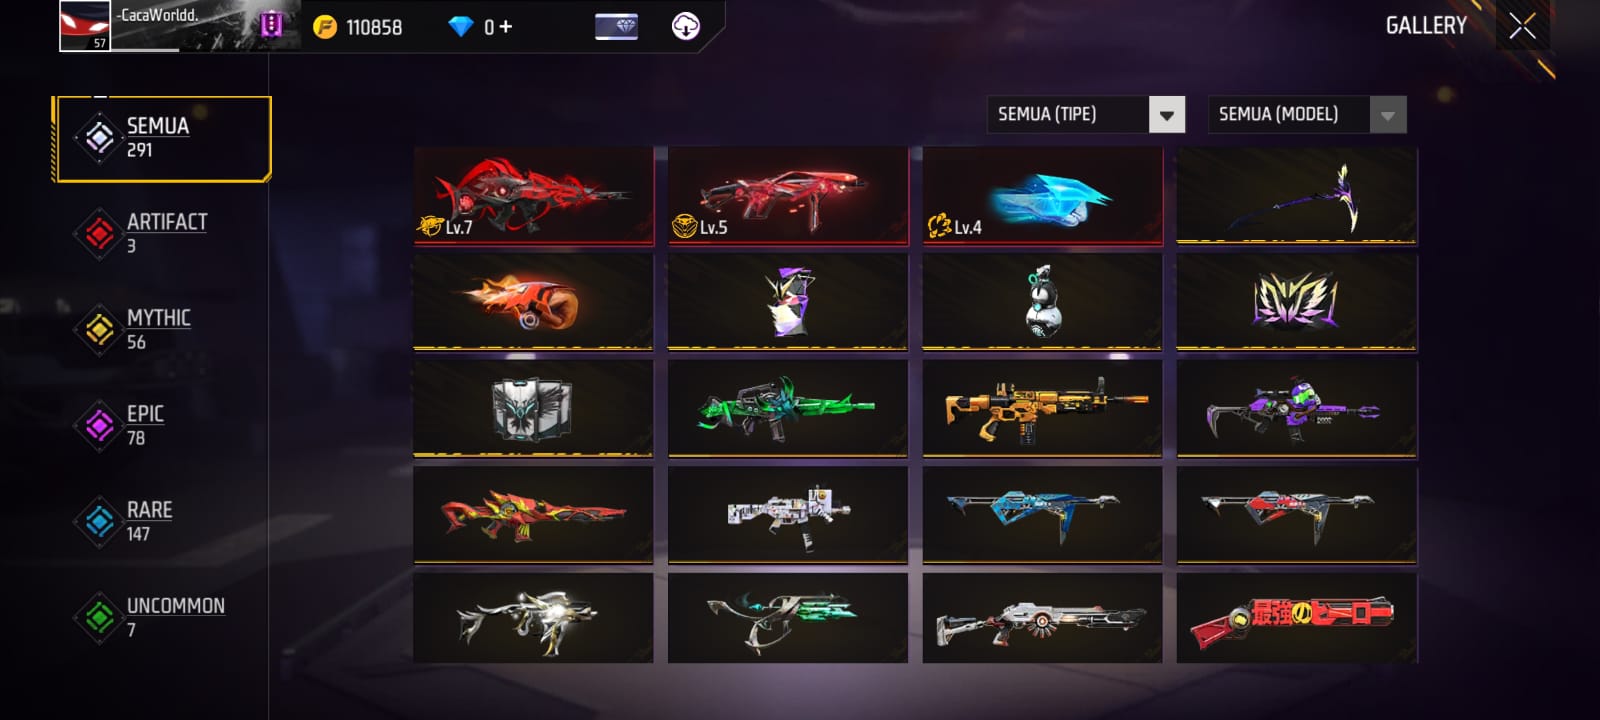 -CacaWorldd.
57
110858
0 +
GALLERY
SEMUA
291
ARTIFACT
3
MYTHIC
56
EPIC
78
RARE
147
UNCOMMON
7
SEMUA (TIPE)
SEMUA (MODEL)
Lv.7
Lv.5
Lv.4
最強のヒーロー